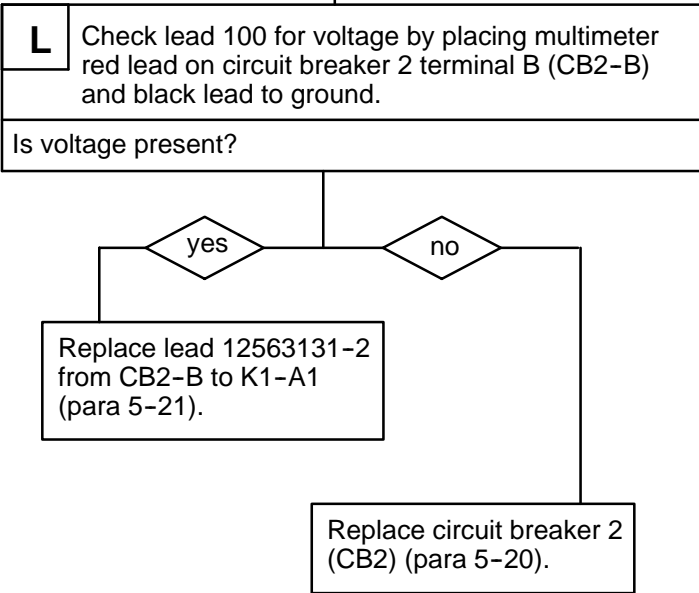 L
Check lead 100 for voltage by placing multimeter
red lead on circuit breaker 2 terminal B (CB2-B)
and black lead to ground.
Is voltage present?
yes
no
Replace lead 12563131-2
from CB2-B to K1-A1
(para 5-21).
Replace circuit breaker 2
(CB2) (para 5-20).